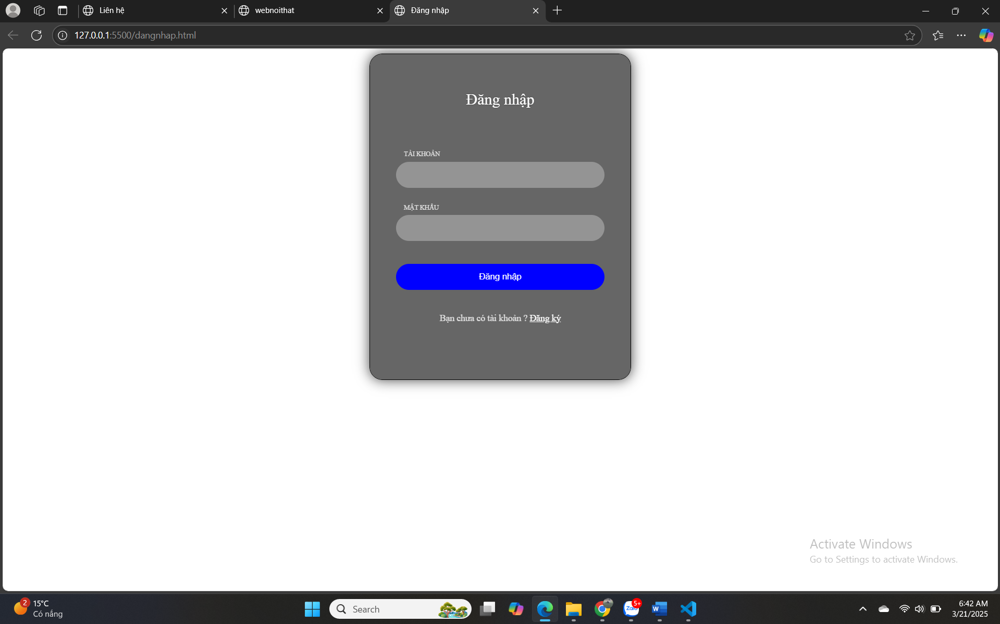 Liên hệ
webnoithat
Đăng nhập
127.0.0.1:5500/dangnhap.html
Đăng nhập
TÀI KHOẢN
MẬT KHẨU
Đăng nhập
Bạn chưa có tài khoản ? Đăng ký
Activate Windows
Go to Settings to activate Windows.
2
15°C
Có nắng
Search
Zalo
5+
W
6:42 AM
3/21/2025